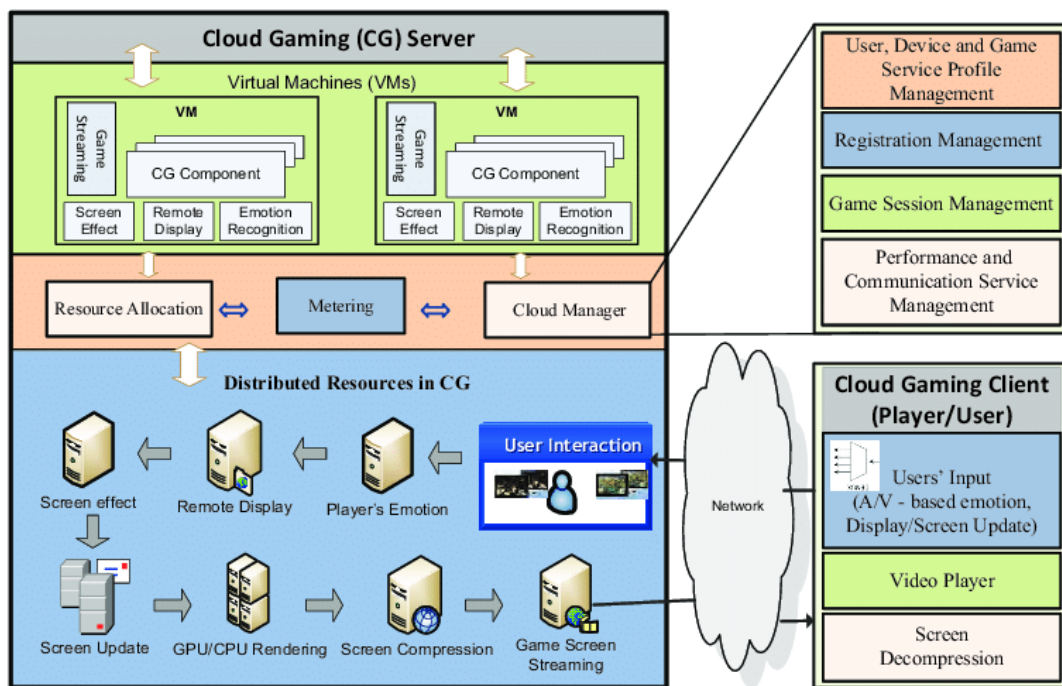 Cloud Gaming (CG) Server
Virtual Machines (VMs)
VM
Game
Streaming
CG Component
Screen
Effect
Remote
Display
Emotion
Recognition
VM
Game
Streaming
CG Component
Screen
Effect
Remote
Display
Emotion
Recognition
Resource Allocation
Metering
Cloud Manager
Distributed Resources in CG
User Interaction
Screen effect
Remote Display
Player's Emotion
Screen Update
GPU/CPU Rendering
Screen Compression
Game Screen
Streaming
Network
User, Device and Game
Service Profile
Management
Registration Management
Game Session Management
Performance and
Communication Service
Management
Cloud Gaming Client
(Player/User)
Users' Input
(A/V - based emotion,
Display/Screen Update)
Video Player
Screen
Decompression